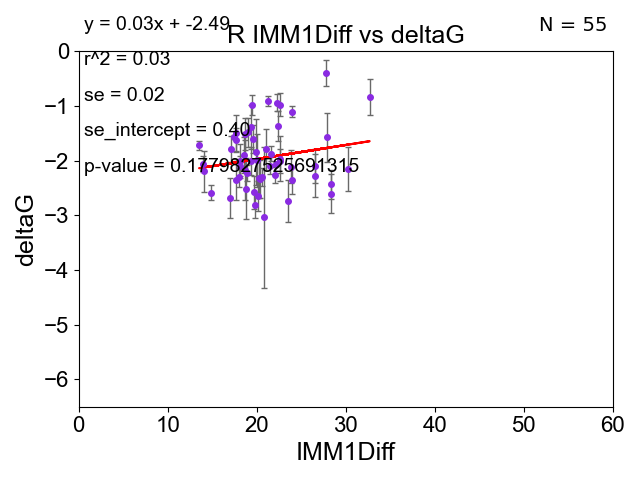 y = 0.03x + -2.49
N = 55
R IMM1Diff vs deltaG
r^2 = 0.03
se = 0.02
se_intercept = 0.40
p-value = 0.1779827525691315
0
−1
−2
−3
−4
−5
−6
deltaG
0 10 20 30 40 50 60
IMM1Diff